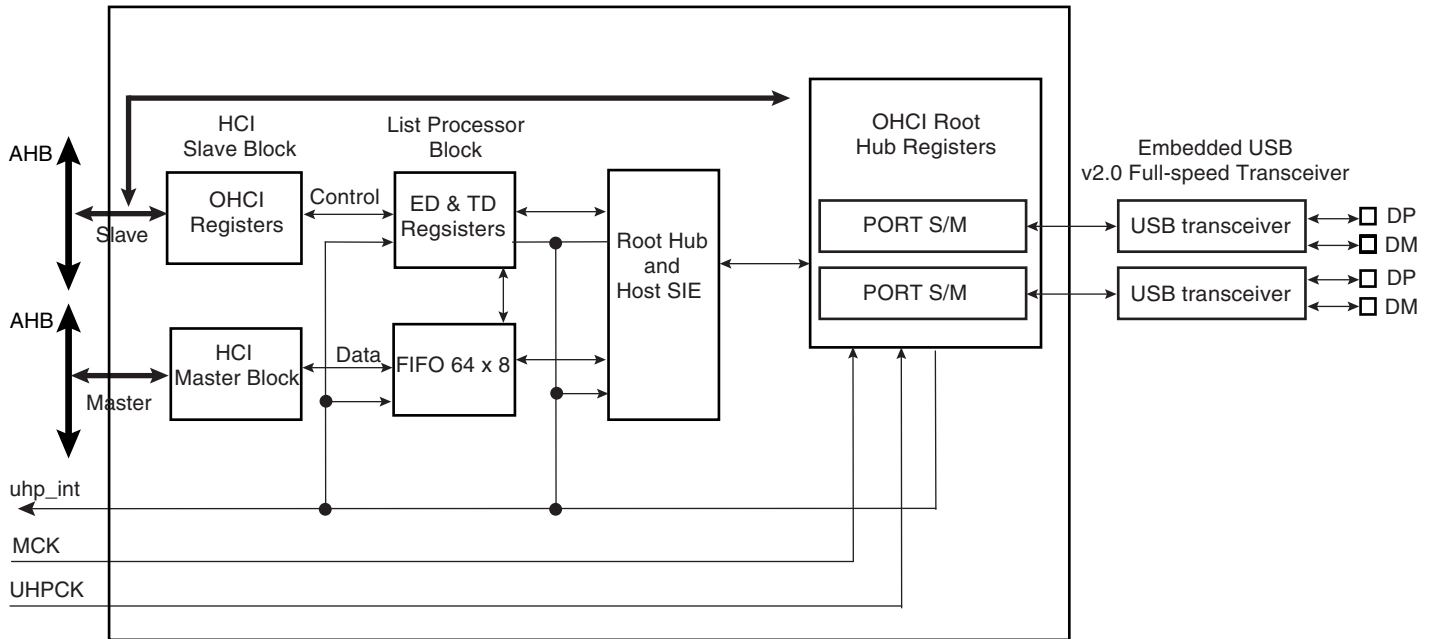 HCI
Slave Block
List Processor
Block
OHCI Root
Hub Registers
Embedded USB
v2.0 Full-speed Transceiver
AHB
Slave
OHCI
Registers
Control
ED & TD
Regsisters
Root Hub
and
Host SIE
PORT S/M
USB transceiver
DP
DM
PORT S/M
USB transceiver
DP
DM
AHB
Master
HCI
Master Block
Data
FIFO 64 x 8
uhp_int
MCK
UHPCK